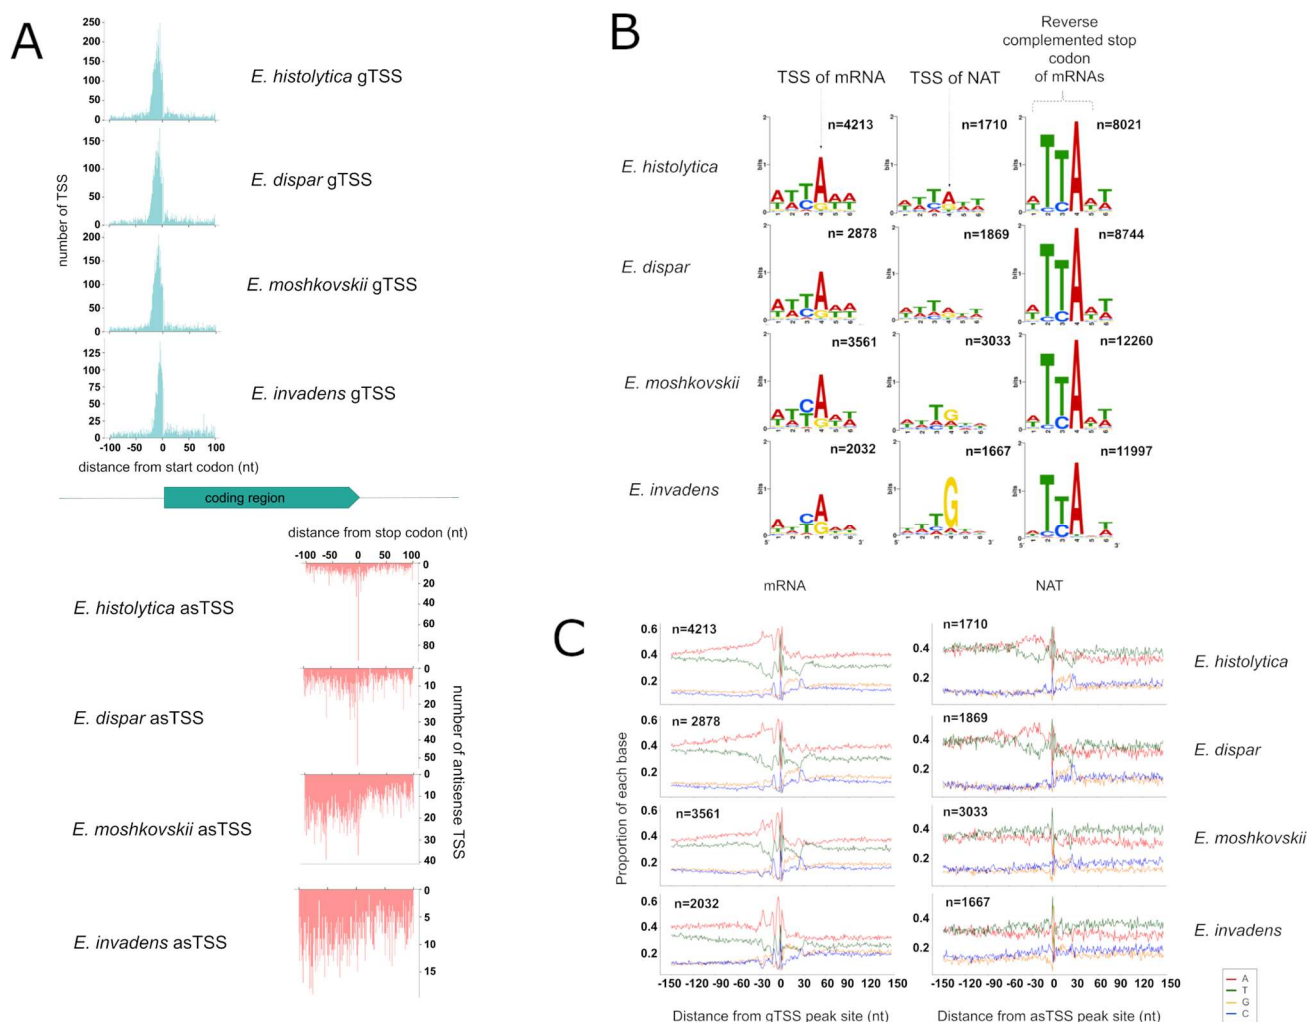 A
250
200
150
100
50
0
E. histolytica gTSS
150
100
50
0
E. dispar gTSS
200
150
100
50
0
E. moshkovskii gTSS
125
100
75
50
25
0
E. invadens gTSS
number of TSS
-100 -50 0 50 100
distance from start codon (nt)
coding region
distance from stop codon (nt)
-100 -50 0 50 100
0
20
40
60
80
E. histolytica asTSS
0
10
20
30
40
50
E. dispar asTSS
0
10
20
30
40
E. moshkovskii asTSS
0
5
10
15
E. invadens asTSS
number of antisense TSS
B
TSS of mRNA
TSS of NAT
Reverse
complemented stop
codon
of mRNAs
E. histolytica
n=4213
n=1710
n=8021
E. dispar
n= 2878
n=1869
n=8744
E. moshkovskii
n=3561
n=3033
n=12260
E. invadens
n=2032
n=1667
n=11997
C
mRNA
NAT
Proportion of each base
0.6
0.4
0.2
n=4213
0.4
0.2
n=1710
E. histolytica
0.6
0.4
0.2
n= 2878
0.4
0.2
n=1869
E. dispar
0.6
0.4
0.2
n=3561
0.4
0.2
n=3033
E. moshkovskii
0.6
0.4
0.2
n=2032
0.4
0.2
n=1667
E. invadens
-150 -120 -90 -60 -30 0 30 60 90 120 150
-150 -120 -90 -60 -30 0 30 60 90 120 150
Distance from gTSS peak site (nt)
Distance from asTSS peak site (nt)
A
T
G
C